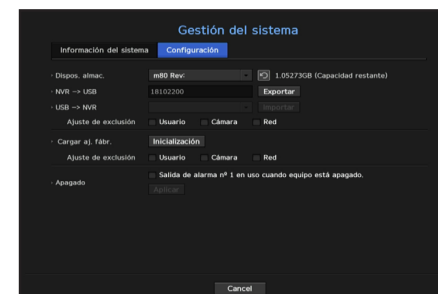 Gestión del sistema
Información del sistema Configuración
· Dispos. almac. m80 Rev: 1.05273GB (Capacidad restante)
· NVR -> USB 18102200 Exportar
· USB -> NVR Importar
Ajuste de exclusión Usuario Cámara Red
· Cargar aj. fábr. Inicialización
Ajuste de exclusión Usuario Cámara Red
Salida de alarma nº 1 en uso cuando equipo está apagado.
· Apagado
Aplicar
Cancel